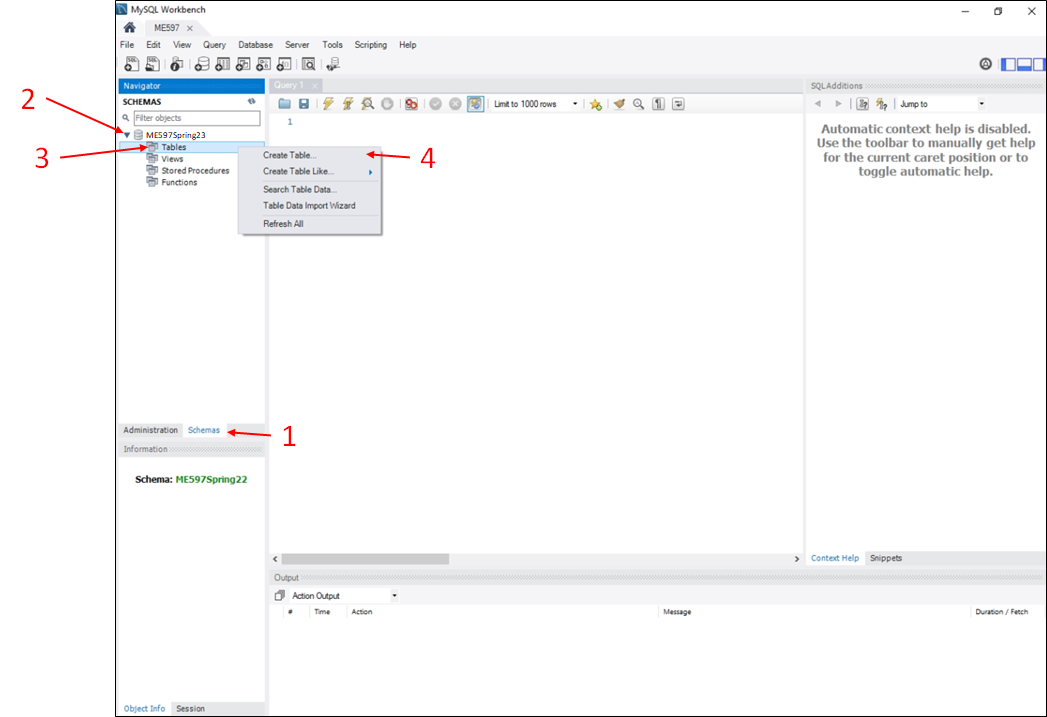 MySQL Workbench
ME597
File Edit View Query Database Server Tools Scripting Help
Navigator
Query 1
SQLAdditions
SCHEMAS
Limit to 1000 rows
Jump to
2
Filter objects
1
ME597Spring23
3
Tables
Views
Stored Procedures
Functions
Create Table...
4
Create Table Like...
Search Table Data...
Table Data Import Wizard
Refresh All
Automatic context help is disabled.
Use the toolbar to manually get help
for the current caret position or to
toggle automatic help.
Administration Schemas
1
Information
Schema: ME597Spring22
Context Help Snippets
Output
Action Output
# Time Action Message Duration / Fetch
Object Info Session